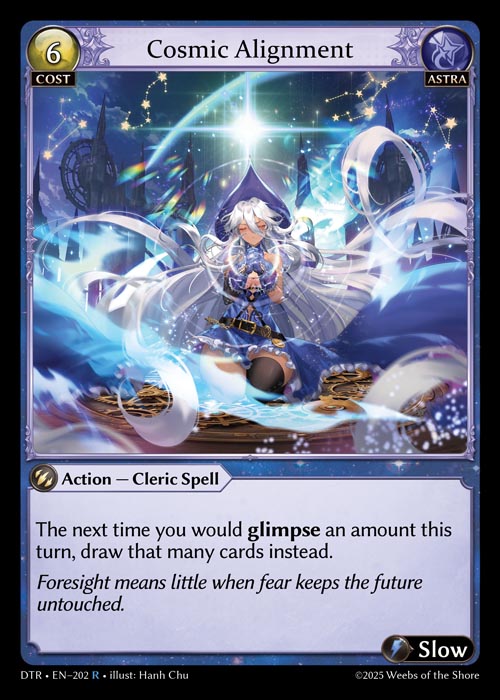 6
Cosmic Alignment
COST
ASTRA
Action — Cleric Spell
The next time you would glimpse an amount this
turn, draw that many cards instead.
Foresight means little when fear keeps the future
untouched.
Slow
DTR • EN–202 R • illust: Hanh Chu
©2025 Weebs of the Shore